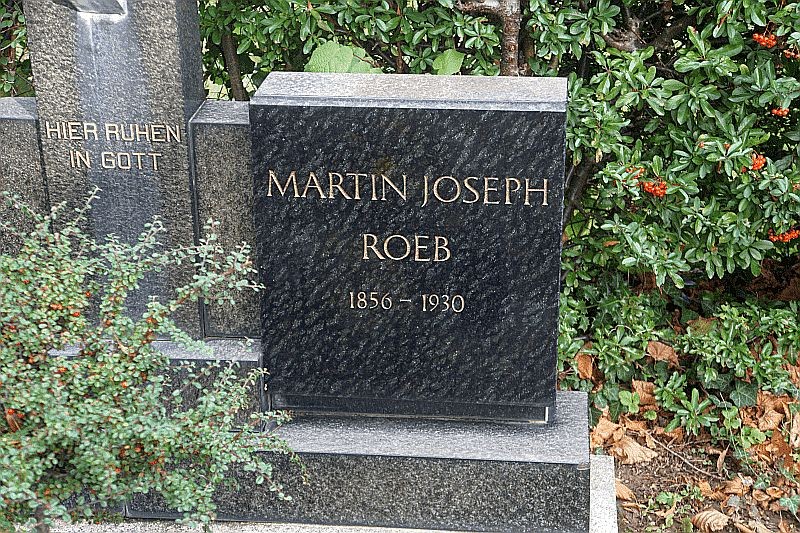 HIER RUHEN
IN GOTT
MARTIN JOSEPH
ROEB
1856 – 1930